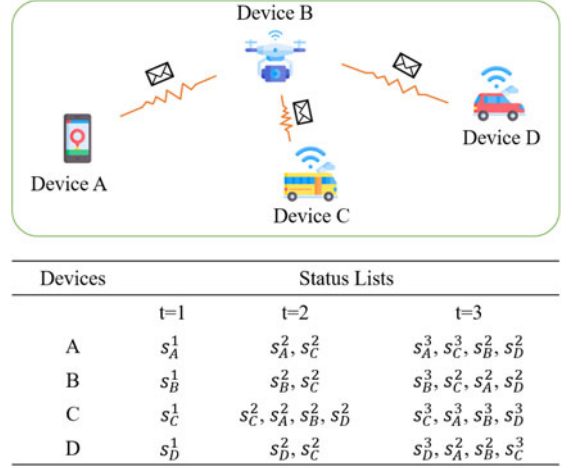 Device B
Device D
Device A
Device C
Devices Status Lists
t=1 t=2 t=3
A $s_A^1$ $s_A^2, s_C^2$ $s_A^3, s_C^3, s_B^2, s_D^2$
B $s_B^1$ $s_B^2, s_C^2$ $s_B^3, s_C^2, s_A^2, s_D^2$
C $s_C^1$ $s_C^2, s_A^2, s_B^2, s_D^2$ $s_C^3, s_A^3, s_B^3, s_D^3$
D $s_D^1$ $s_D^2, s_C^2$ $s_D^3, s_A^2, s_B^2, s_C^3$